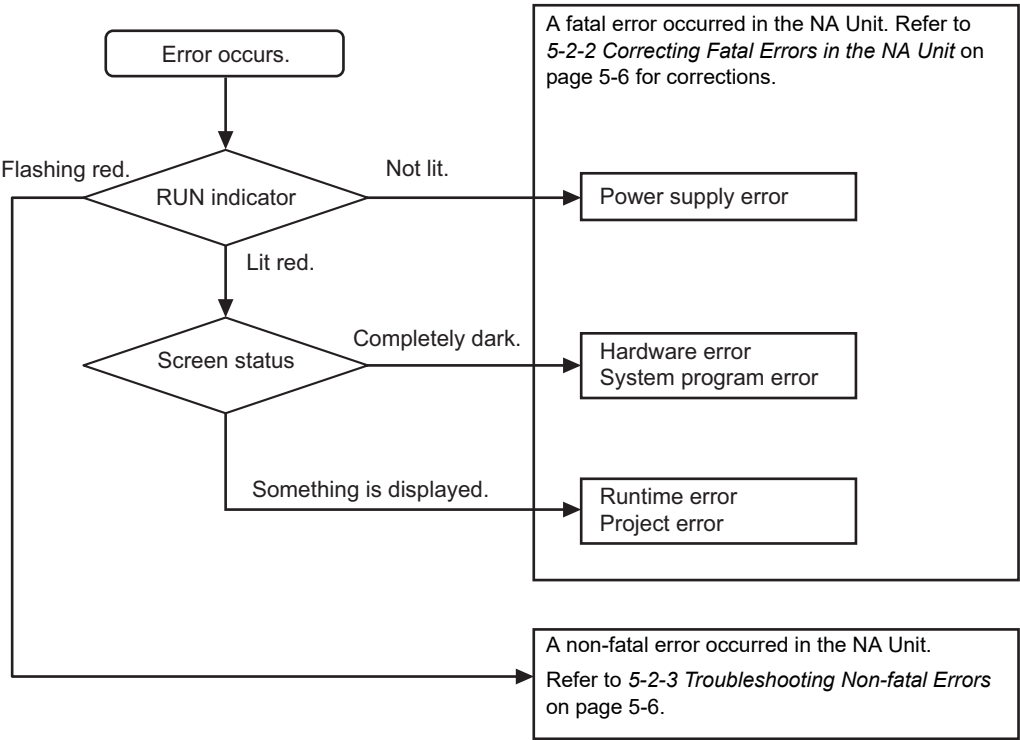 A fatal error occurred in the NA Unit. Refer to
5-2-2 Correcting Fatal Errors in the NA Unit on
page 5-6 for corrections.
Error occurs.
Flashing red.
RUN indicator
Not lit.
Power supply error
Lit red.
Screen status
Completely dark.
Hardware error
System program error
Something is displayed.
Runtime error
Project error
A non-fatal error occurred in the NA Unit.
Refer to 5-2-3 Troubleshooting Non-fatal Errors
on page 5-6.